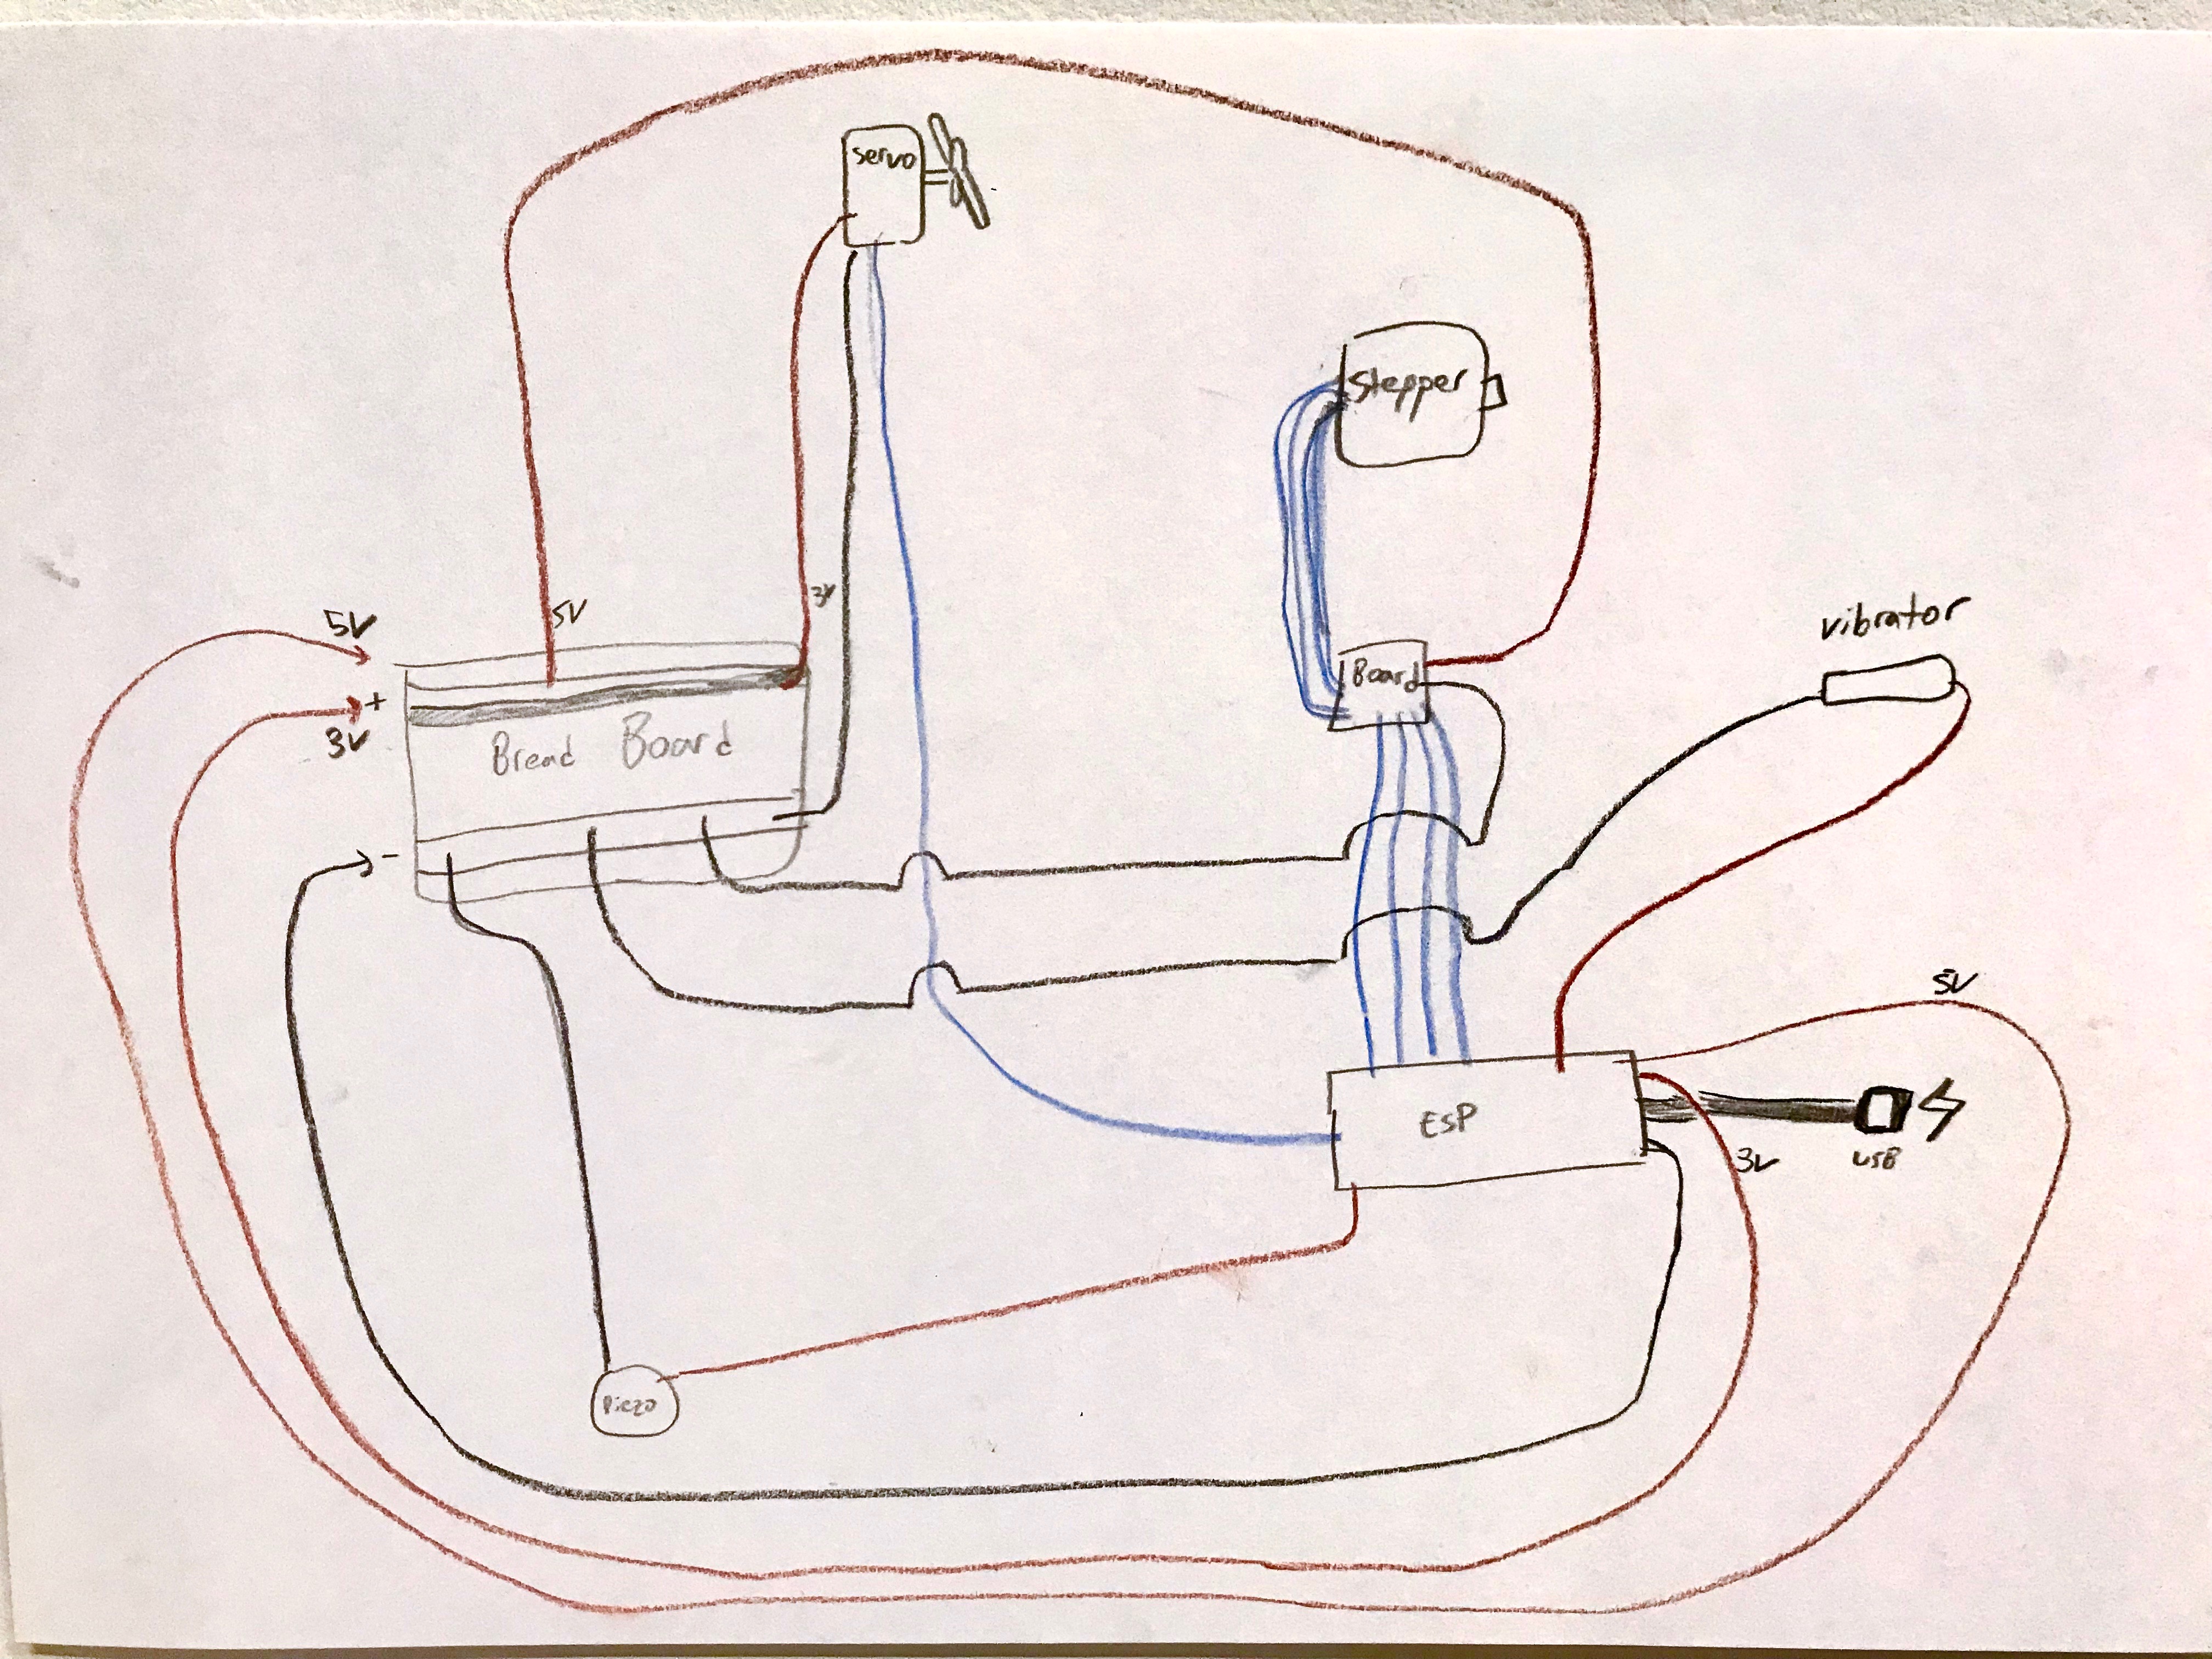 servo
stepper
3V
5V
5V
vibrator
Board
+
3V
Bread Board
-
5V
ESP
3V
USB
Piezo